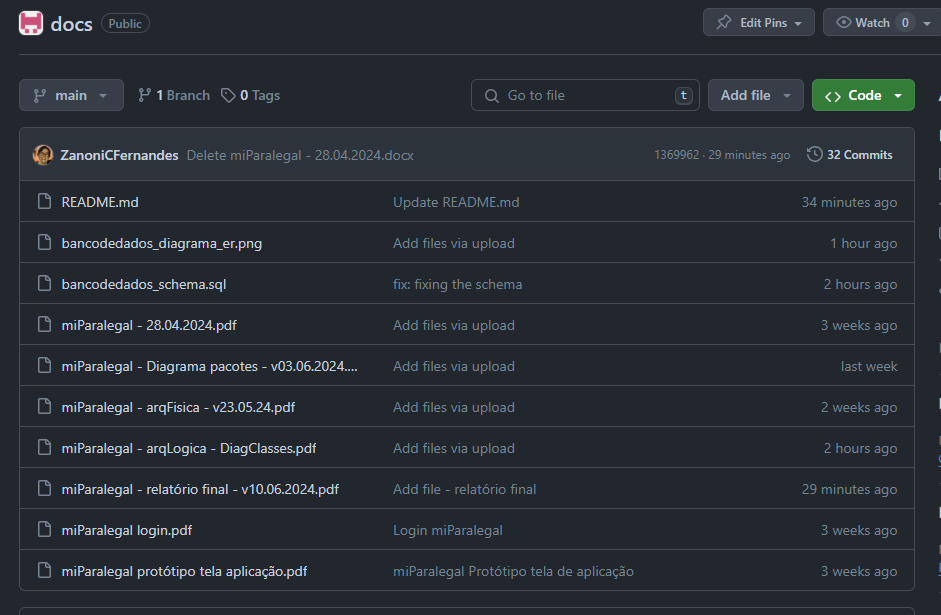 docs Public Edit Pins Watch 0
main 1 Branch 0 Tags Go to file t Add file Code
ZanoniCFernandes Delete miParalegal - 28.04.2024.docx 1369962 · 29 minutes ago 32 Commits
README.md Update README.md 34 minutes ago
bancodedados_diagrama_er.png Add files via upload 1 hour ago
bancodedados_schema.sql fix: fixing the schema 2 hours ago
miParalegal - 28.04.2024.pdf Add files via upload 3 weeks ago
miParalegal - Diagrama pacotes - v03.06.2024.... Add files via upload last week
miParalegal - arqFisica - v23.05.24.pdf Add files via upload 2 weeks ago
miParalegal - arqLogica - DiagClasses.pdf Add files via upload 2 hours ago
miParalegal - relatório final - v10.06.2024.pdf Add file - relatório final 29 minutes ago
miParalegal login.pdf Login miParalegal 3 weeks ago
miParalegal protótipo tela aplicação.pdf miParalegal Protótipo tela de aplicação 3 weeks ago